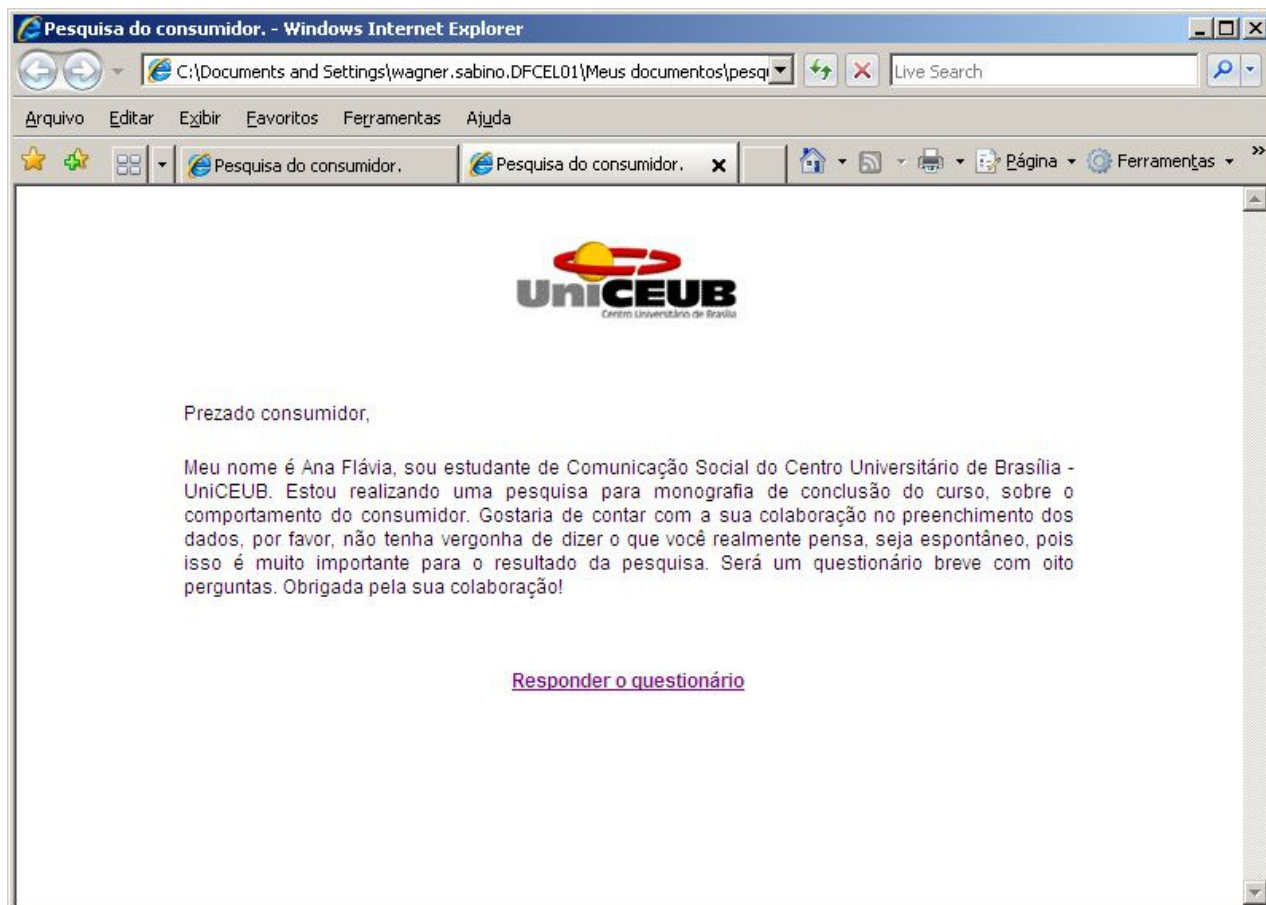 Pesquisa do consumidor. - Windows Internet Explorer
C:\Documents and Settings\wagner.sabino.DFCEL01\Meus documentos\pesq
Live Search
Arquivo Editar Exibir Favoritos Ferramentas Ajuda
Pesquisa do consumidor. Pesquisa do consumidor. Página Ferramentas
UniCEUB
Centro Universitário de Brasília
Prezado consumidor,
Meu nome é Ana Flávia, sou estudante de Comunicação Social do Centro Universitário de Brasília -
UniCEUB. Estou realizando uma pesquisa para monografia de conclusão do curso, sobre o
comportamento do consumidor. Gostaria de contar com a sua colaboração no preenchimento dos
dados, por favor, não tenha vergonha de dizer o que você realmente pensa, seja espontâneo, pois
isso é muito importante para o resultado da pesquisa. Será um questionário breve com oito
perguntas. Obrigada pela sua colaboração!
Responder o questionário